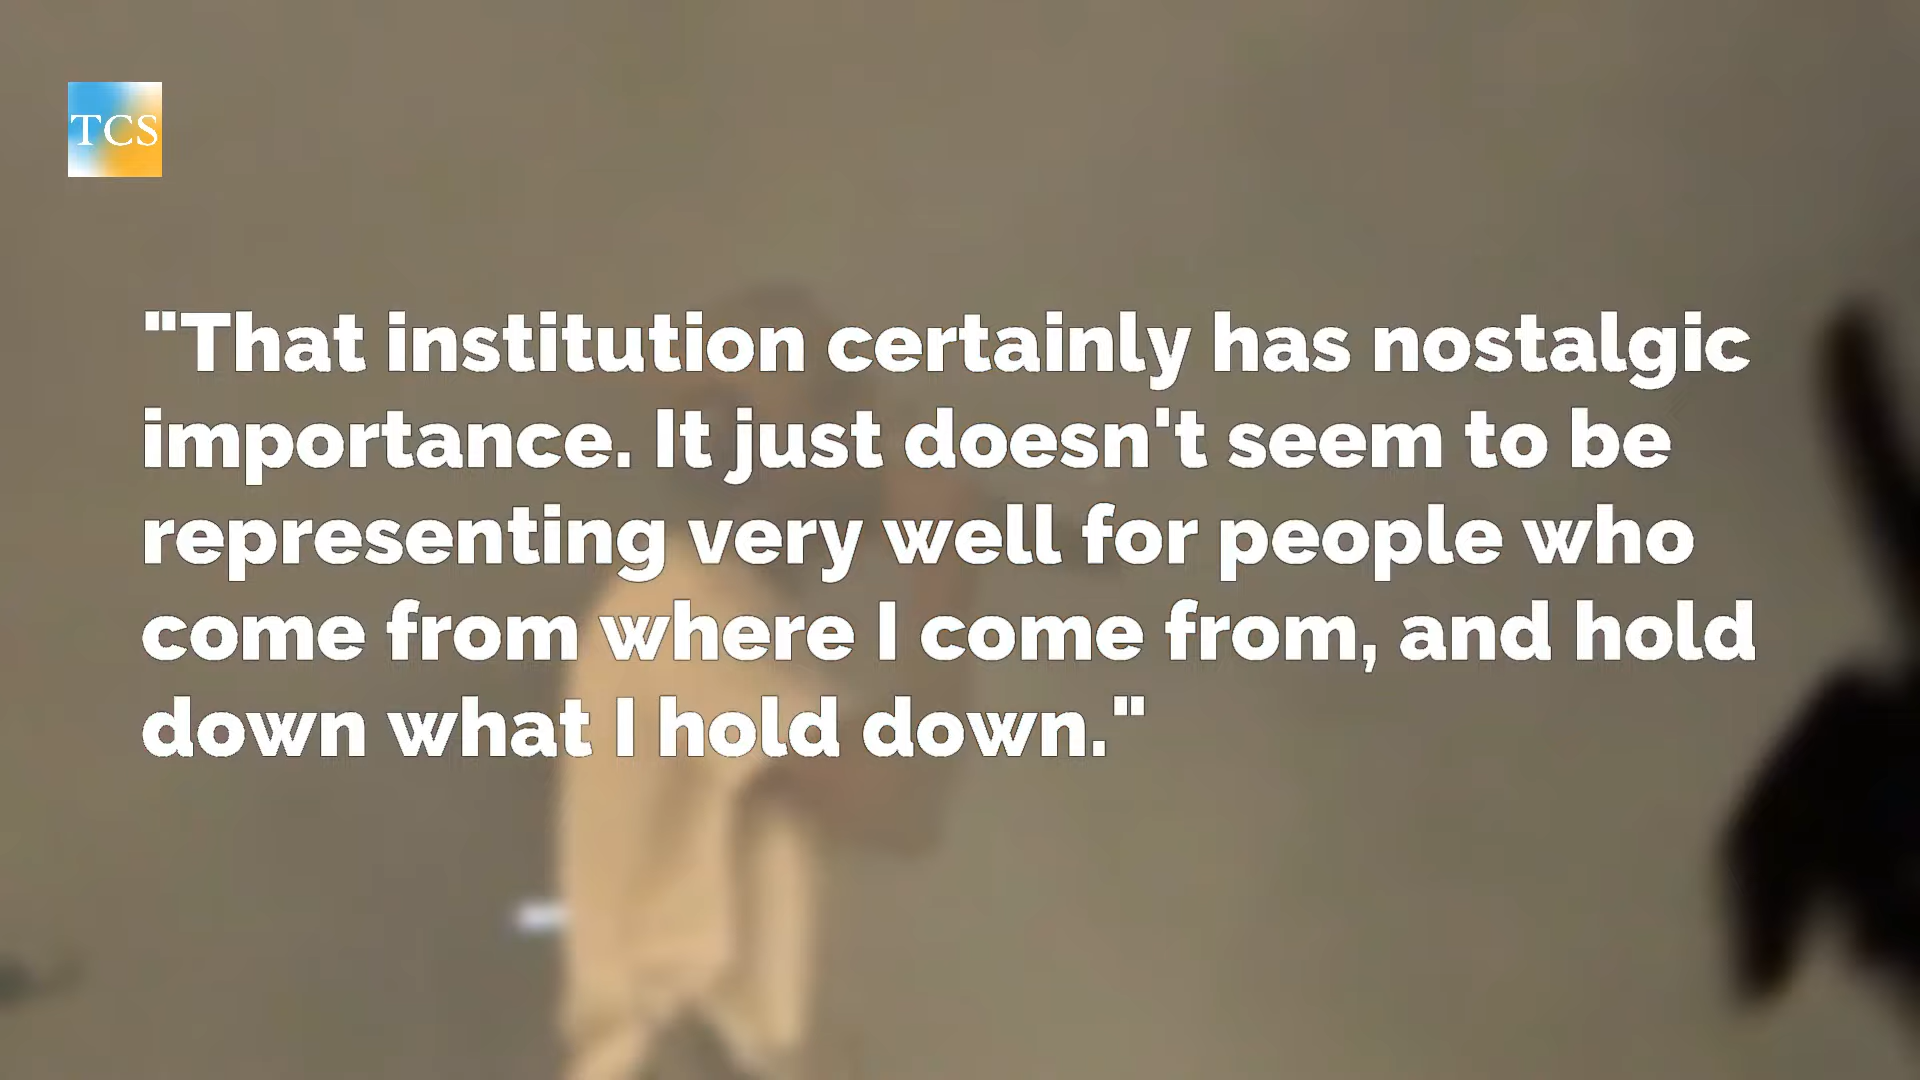 TCS
"That institution certainly has nostalgic
importance. It just doesn't seem to be
representing very well for people who
come from where I come from, and hold
down what I hold down."